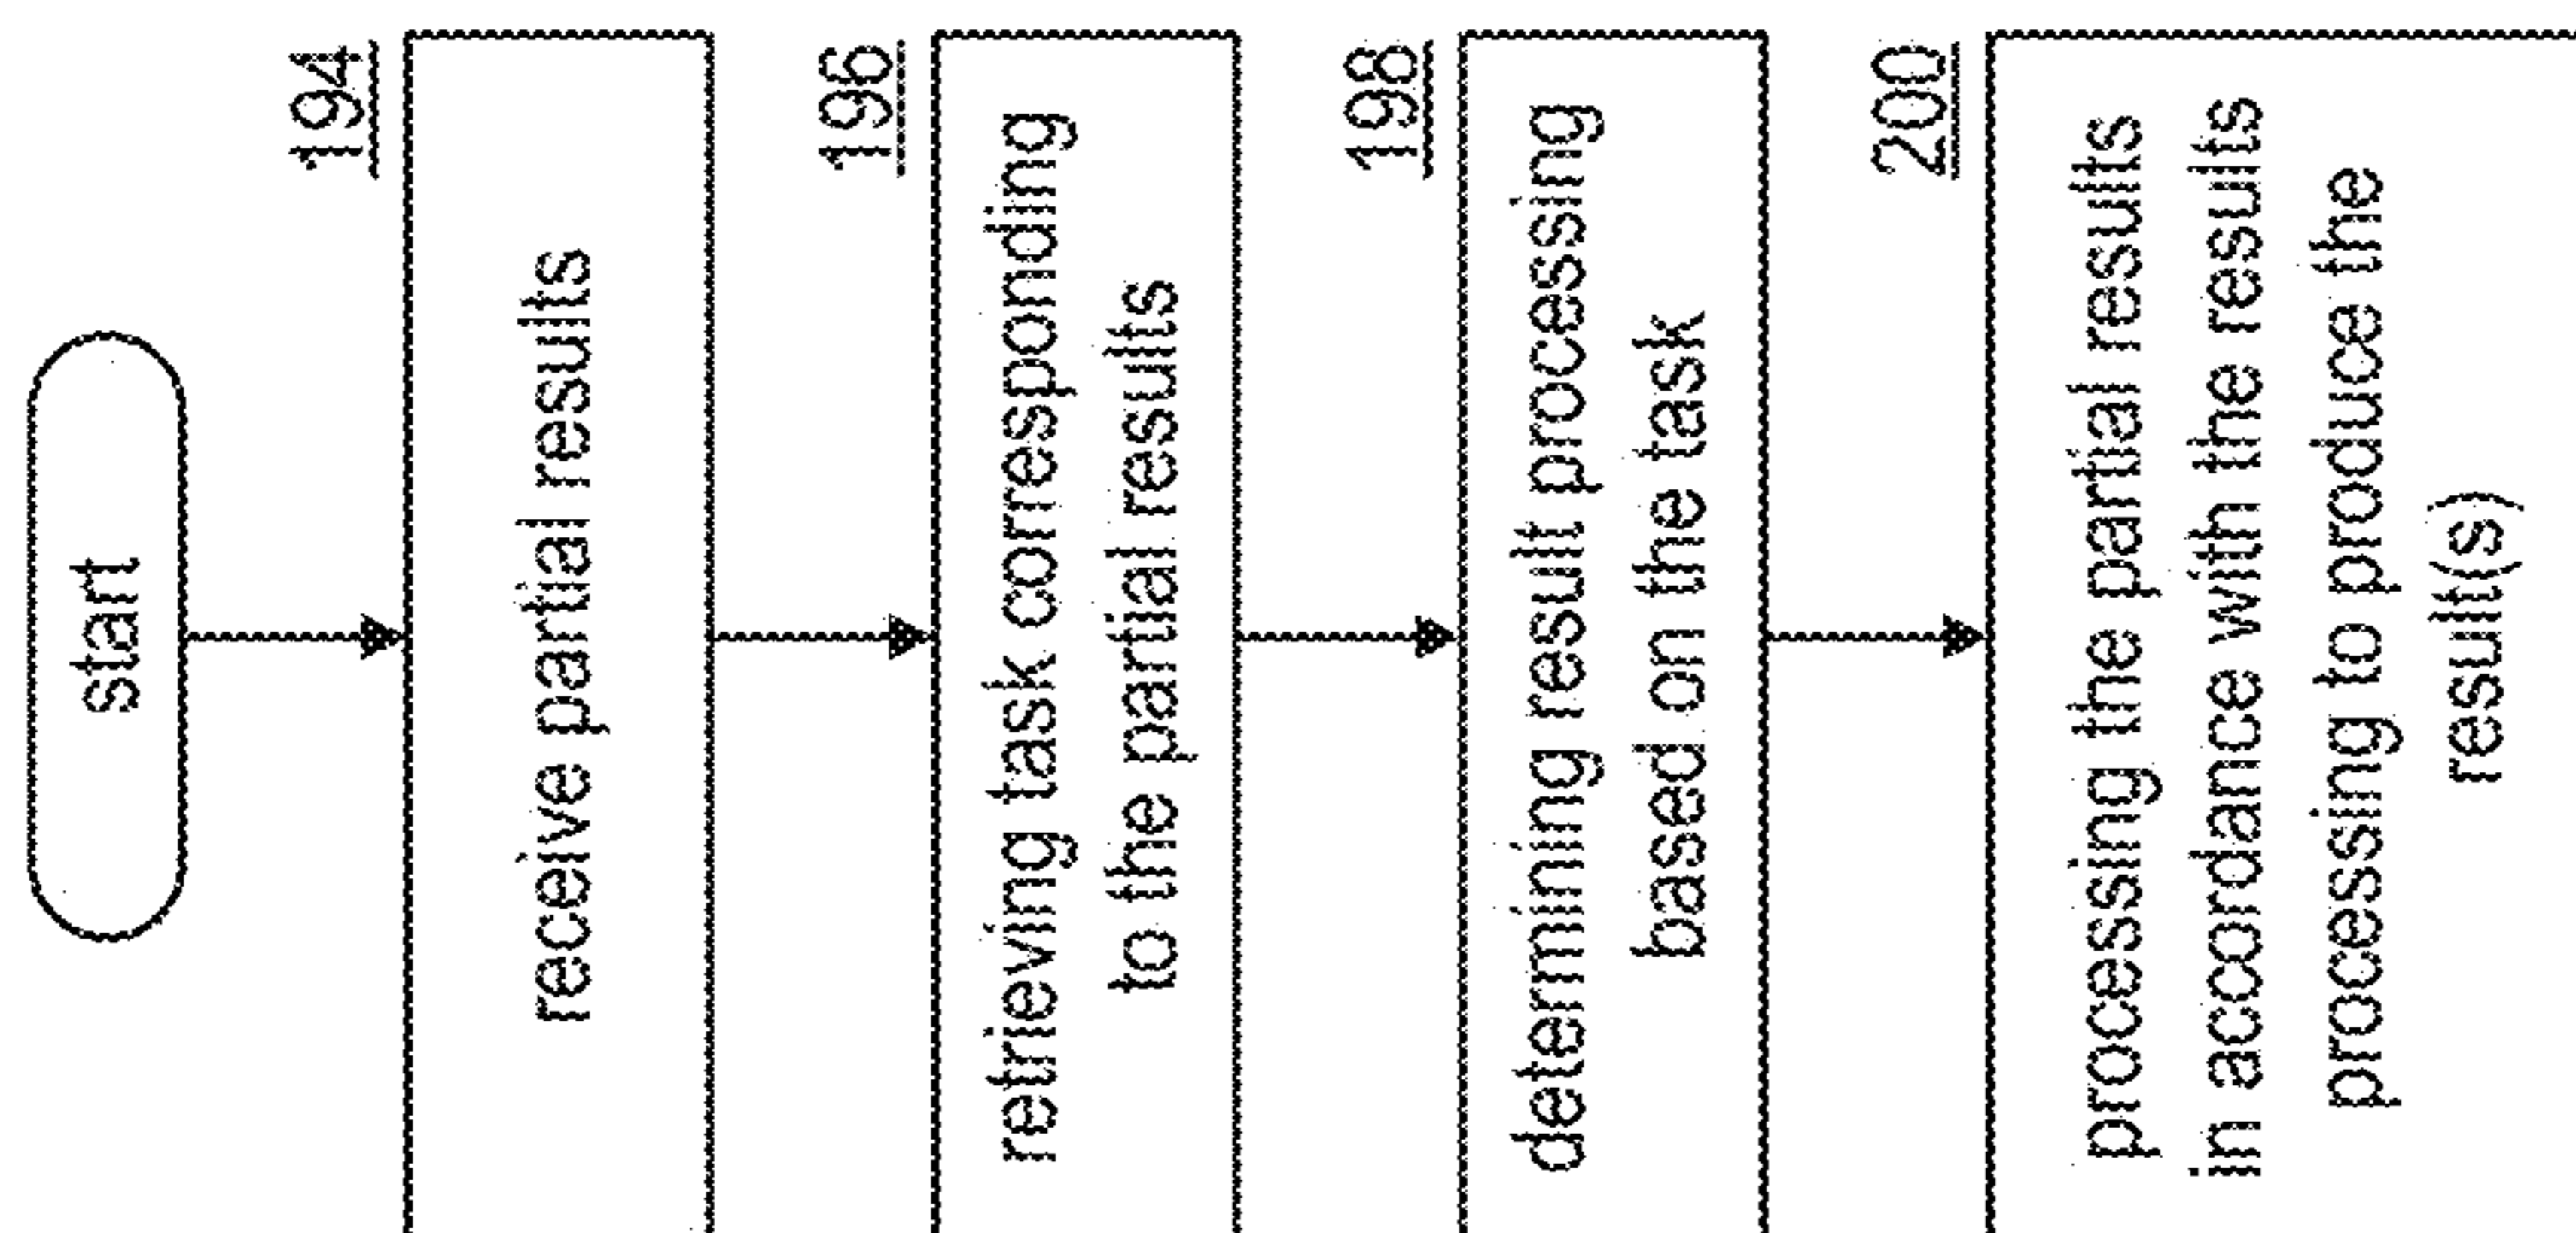 start
194
receive partial results
196
retrieving task corresponding
to the partial results
198
determining result processing
based on the task
200
processing the partial results
in accordance with the results
processing to produce the
result(s)